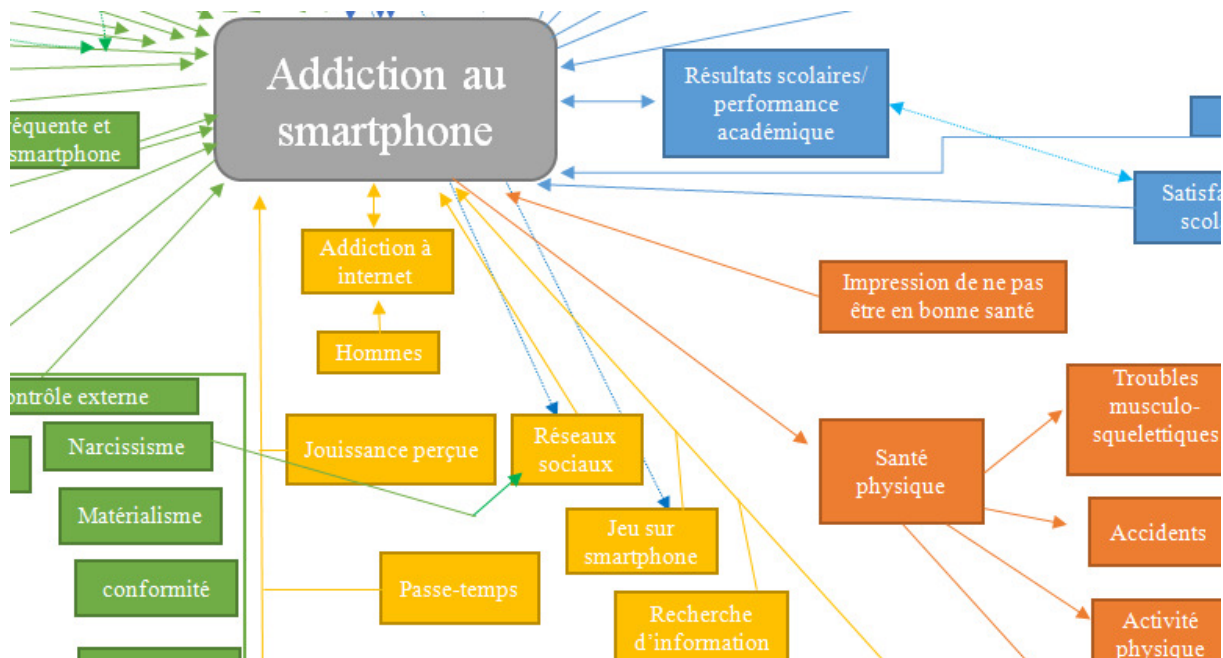 Addiction au
smartphone
Résultats scolaires/
performance
académique
équente et
smartphone
scol
Addiction à
internet
Impression de ne pas
être en bonne santé
Hommes
ontrôle externe
Narcissisme
Jouissance perçue
Réseaux
sociaux
Troubles
musculo-
squelettiques
Santé
physique
Matérialisme
Jeu sur
smartphone
Accidents
conformité
Passe-temps
Recherche
d'information
Activité
physique